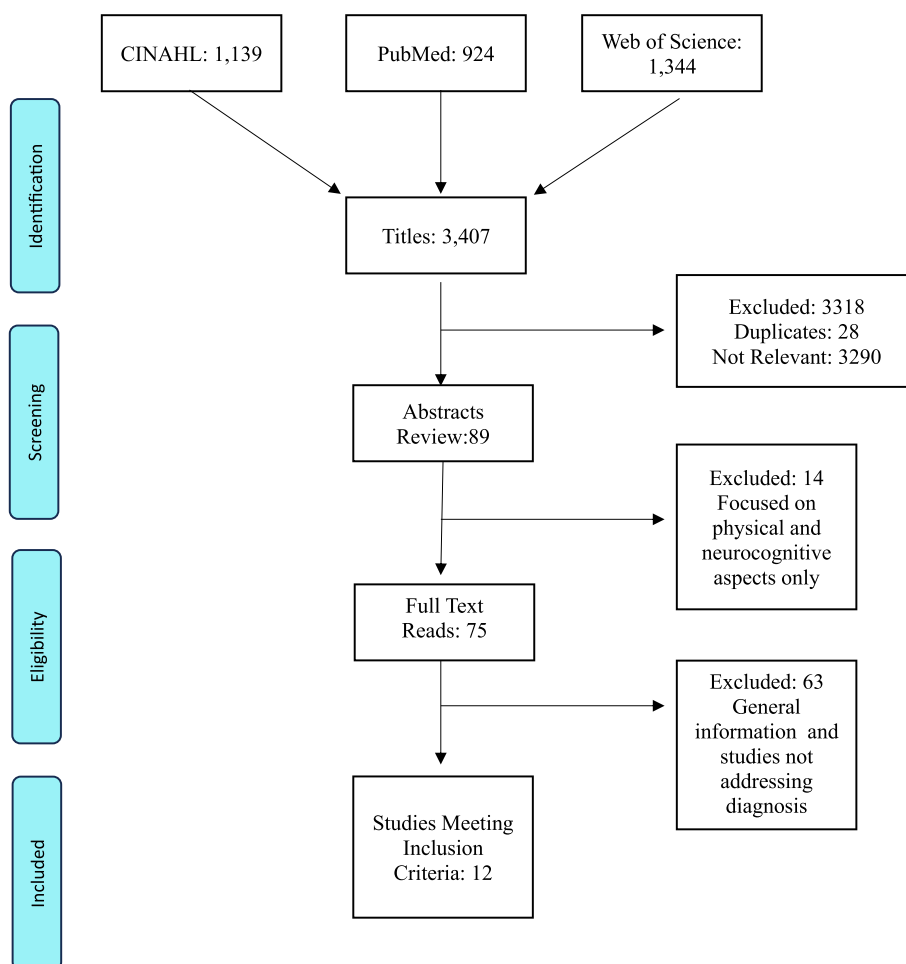 CINAHL: 1,139
PubMed: 924
Web of Science:
1,344
Identification
Titles: 3,407
Excluded: 3318
Duplicates: 28
Not Relevant: 3290
Screening
Abstracts
Review:89
Excluded: 14
Focused on
physical and
neurocognitive
aspects only
Eligibility
Full Text
Reads: 75
Excluded: 63
General
information and
studies not
addressing
diagnosis
Included
Studies Meeting
Inclusion
Criteria: 12